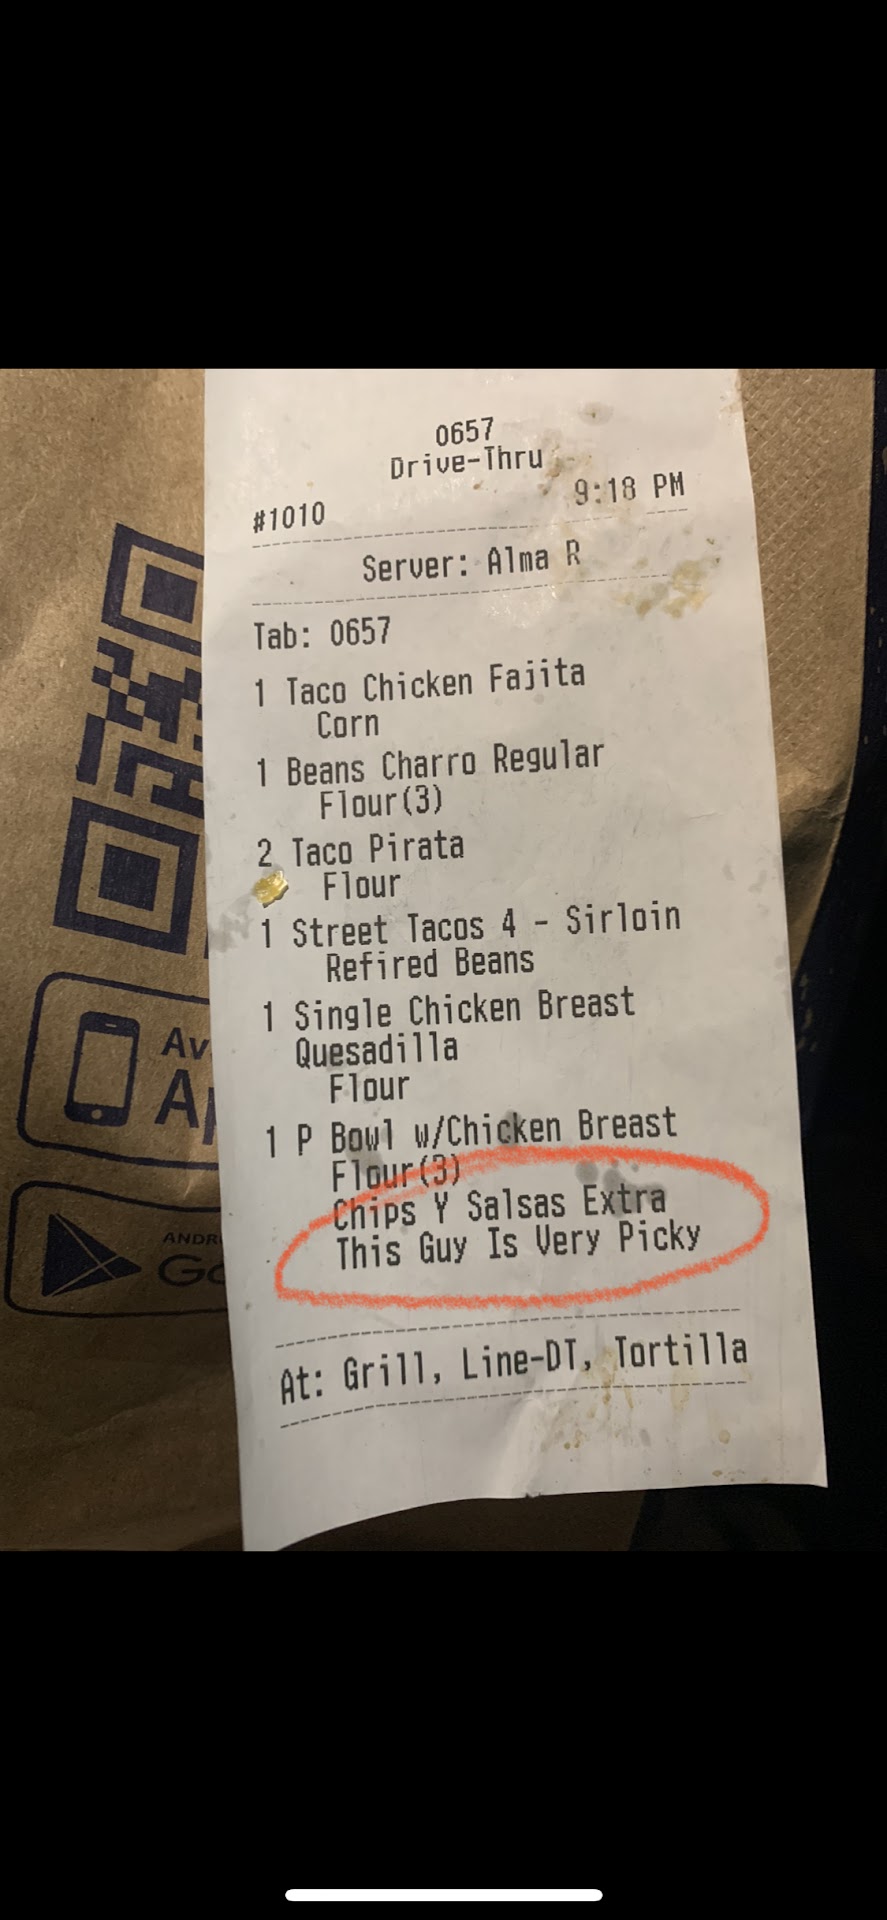 0657
Drive-Thru
#1010 9:18 PM
Server: Alma R
Tab: 0657
1 Taco Chicken Fajita
Corn
1 Beans Charro Regular
Flour(3)
2 Taco Pirata
Flour
1 Street Tacos 4 - Sirloin
Refired Beans
1 Single Chicken Breast
Quesadilla
Flour
1 P Bowl w/Chicken Breast
Flour(3)
Chips Y Salsas Extra
This Guy Is Very Picky
At: Grill, Line-DT, Tortilla